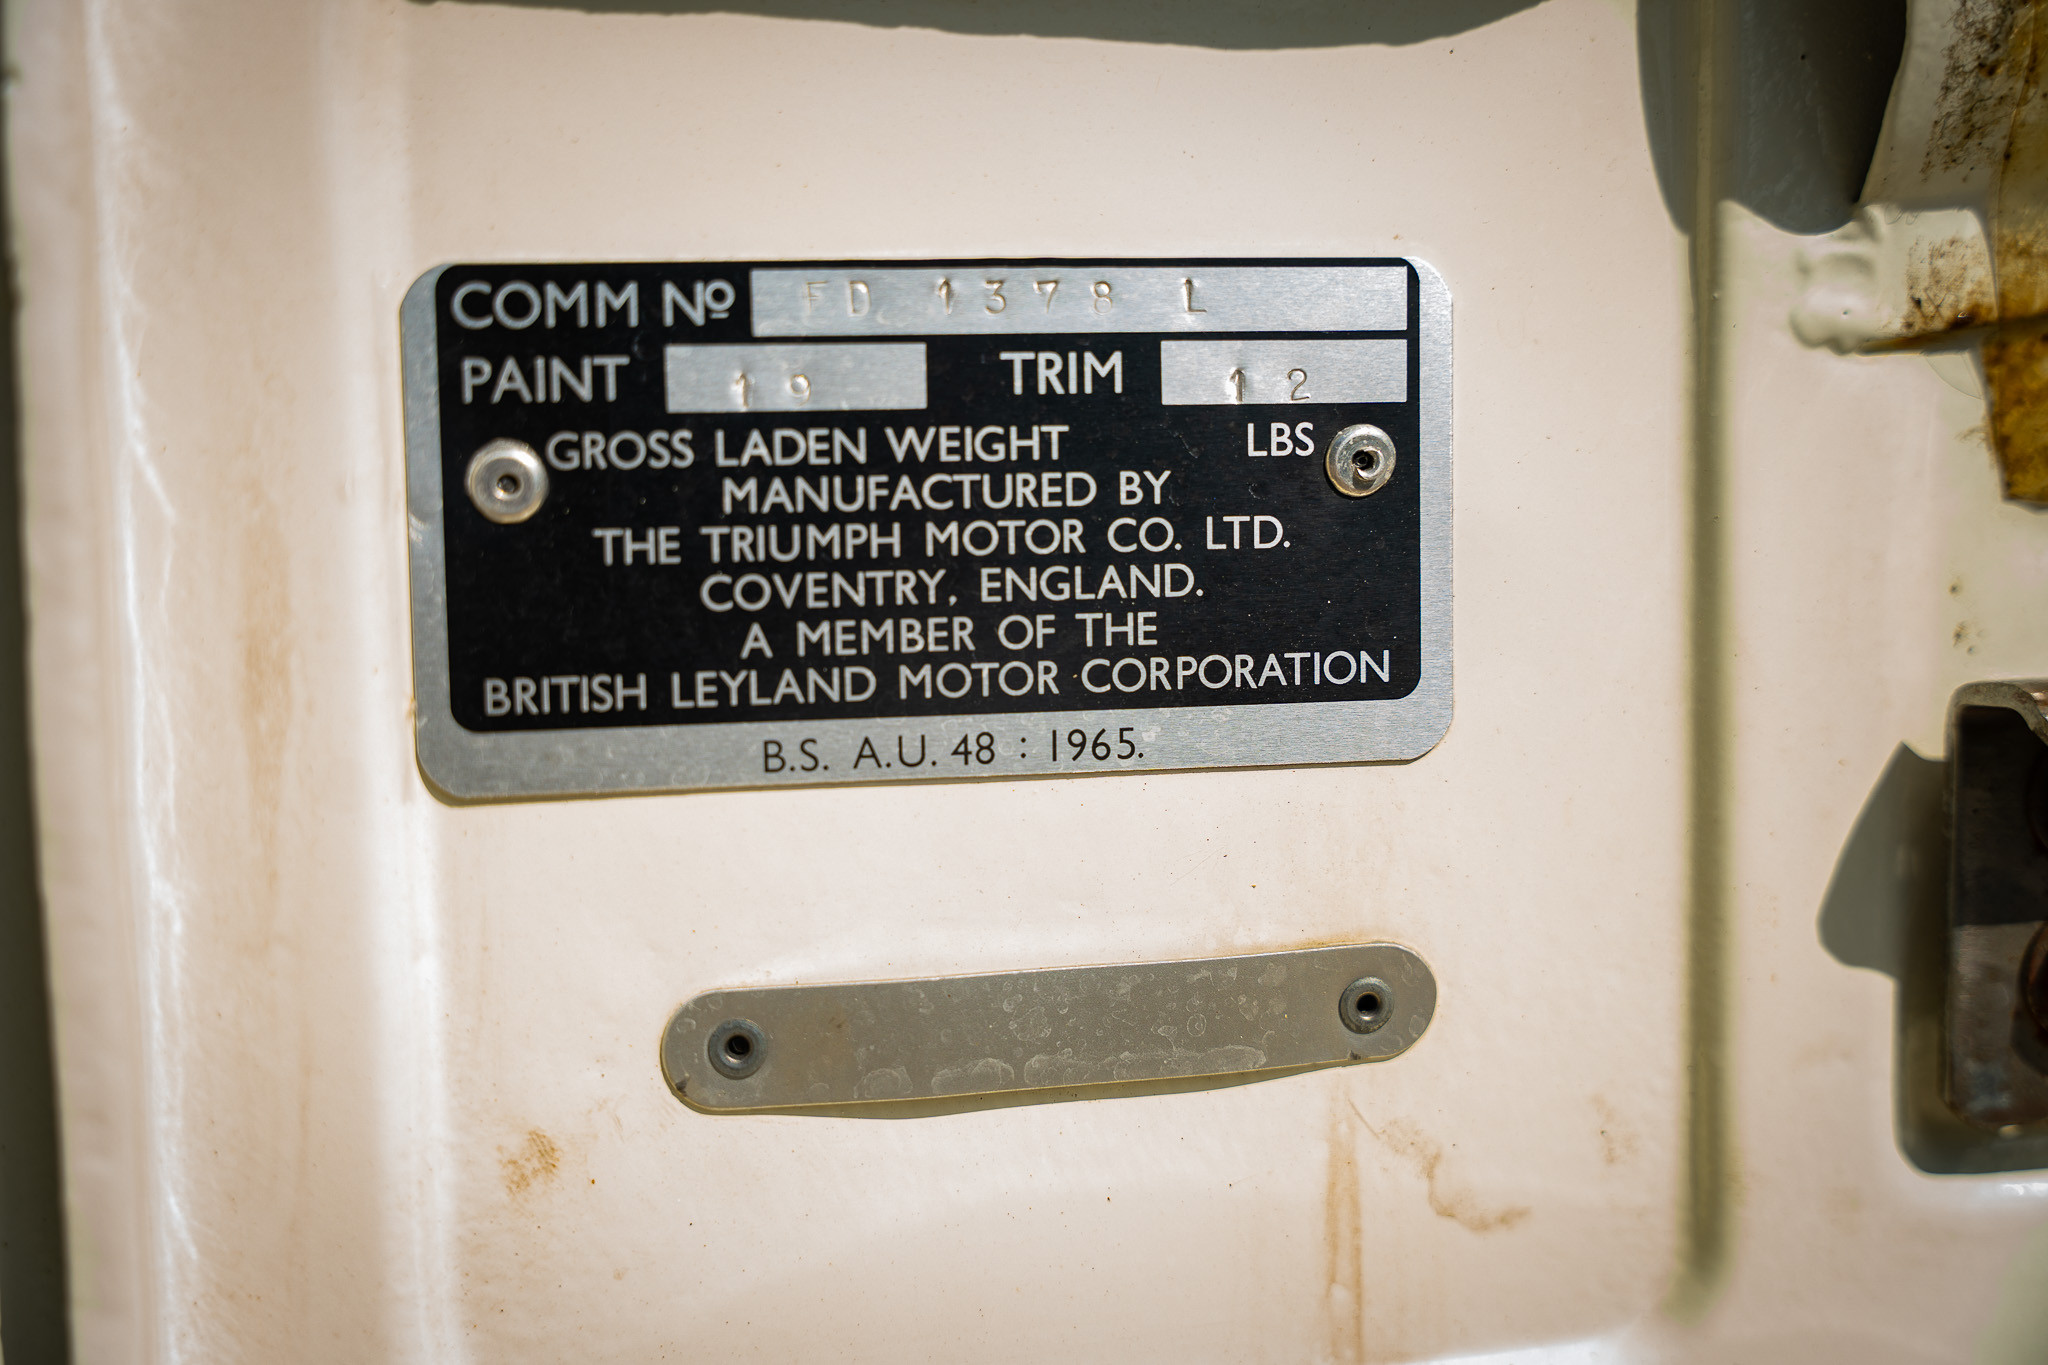 COMM Nº FD 1378 L
PAINT 19 TRIM 12
GROSS LADEN WEIGHT LBS
MANUFACTURED BY
THE TRIUMPH MOTOR CO. LTD.
COVENTRY, ENGLAND.
A MEMBER OF THE
BRITISH LEYLAND MOTOR CORPORATION
B.S. A.U. 48 : 1965.